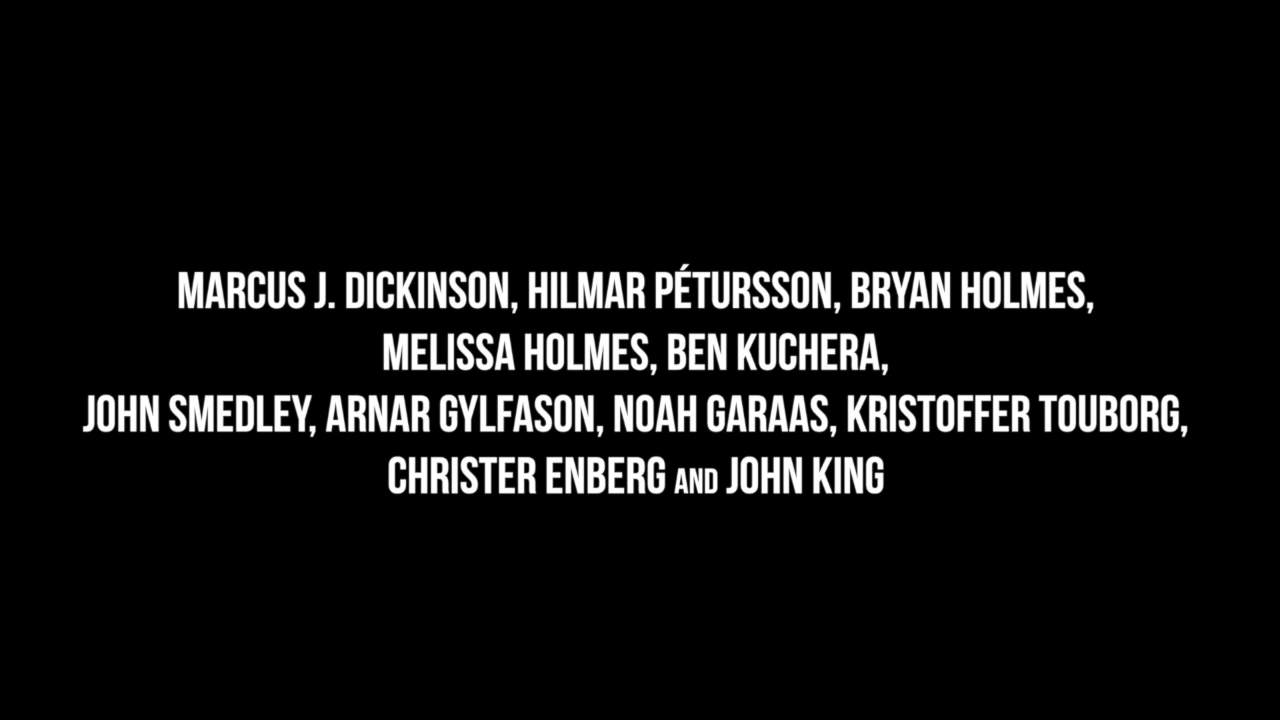 MARCUS J. DICKINSON, HILMAR PÉTURSSON, BRYAN HOLMES,
MELISSA HOLMES, BEN KUCHERA,
JOHN SMEDLEY, ARNAR GYLFASON, NOAH GARAAS, KRISTOFFER TOUBORG,
CHRISTER ENBERG AND JOHN KING